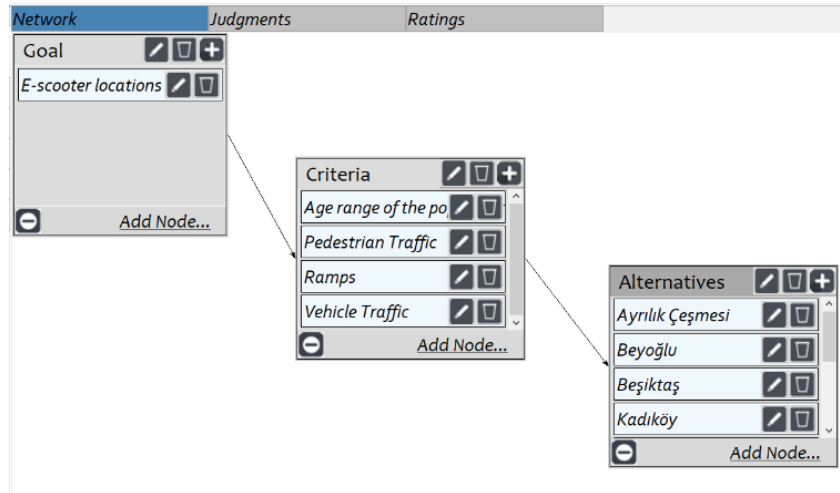 Network
Judgments
Ratings
Goal
E-scooter locations
Add Node...
Criteria
Age range of the po
Pedestrian Traffic
Ramps
Vehicle Traffic
Add Node...
Alternatives
Ayrılık Çeşmesi
Beyoğlu
Beşiktaş
Kadıköy
Add Node...